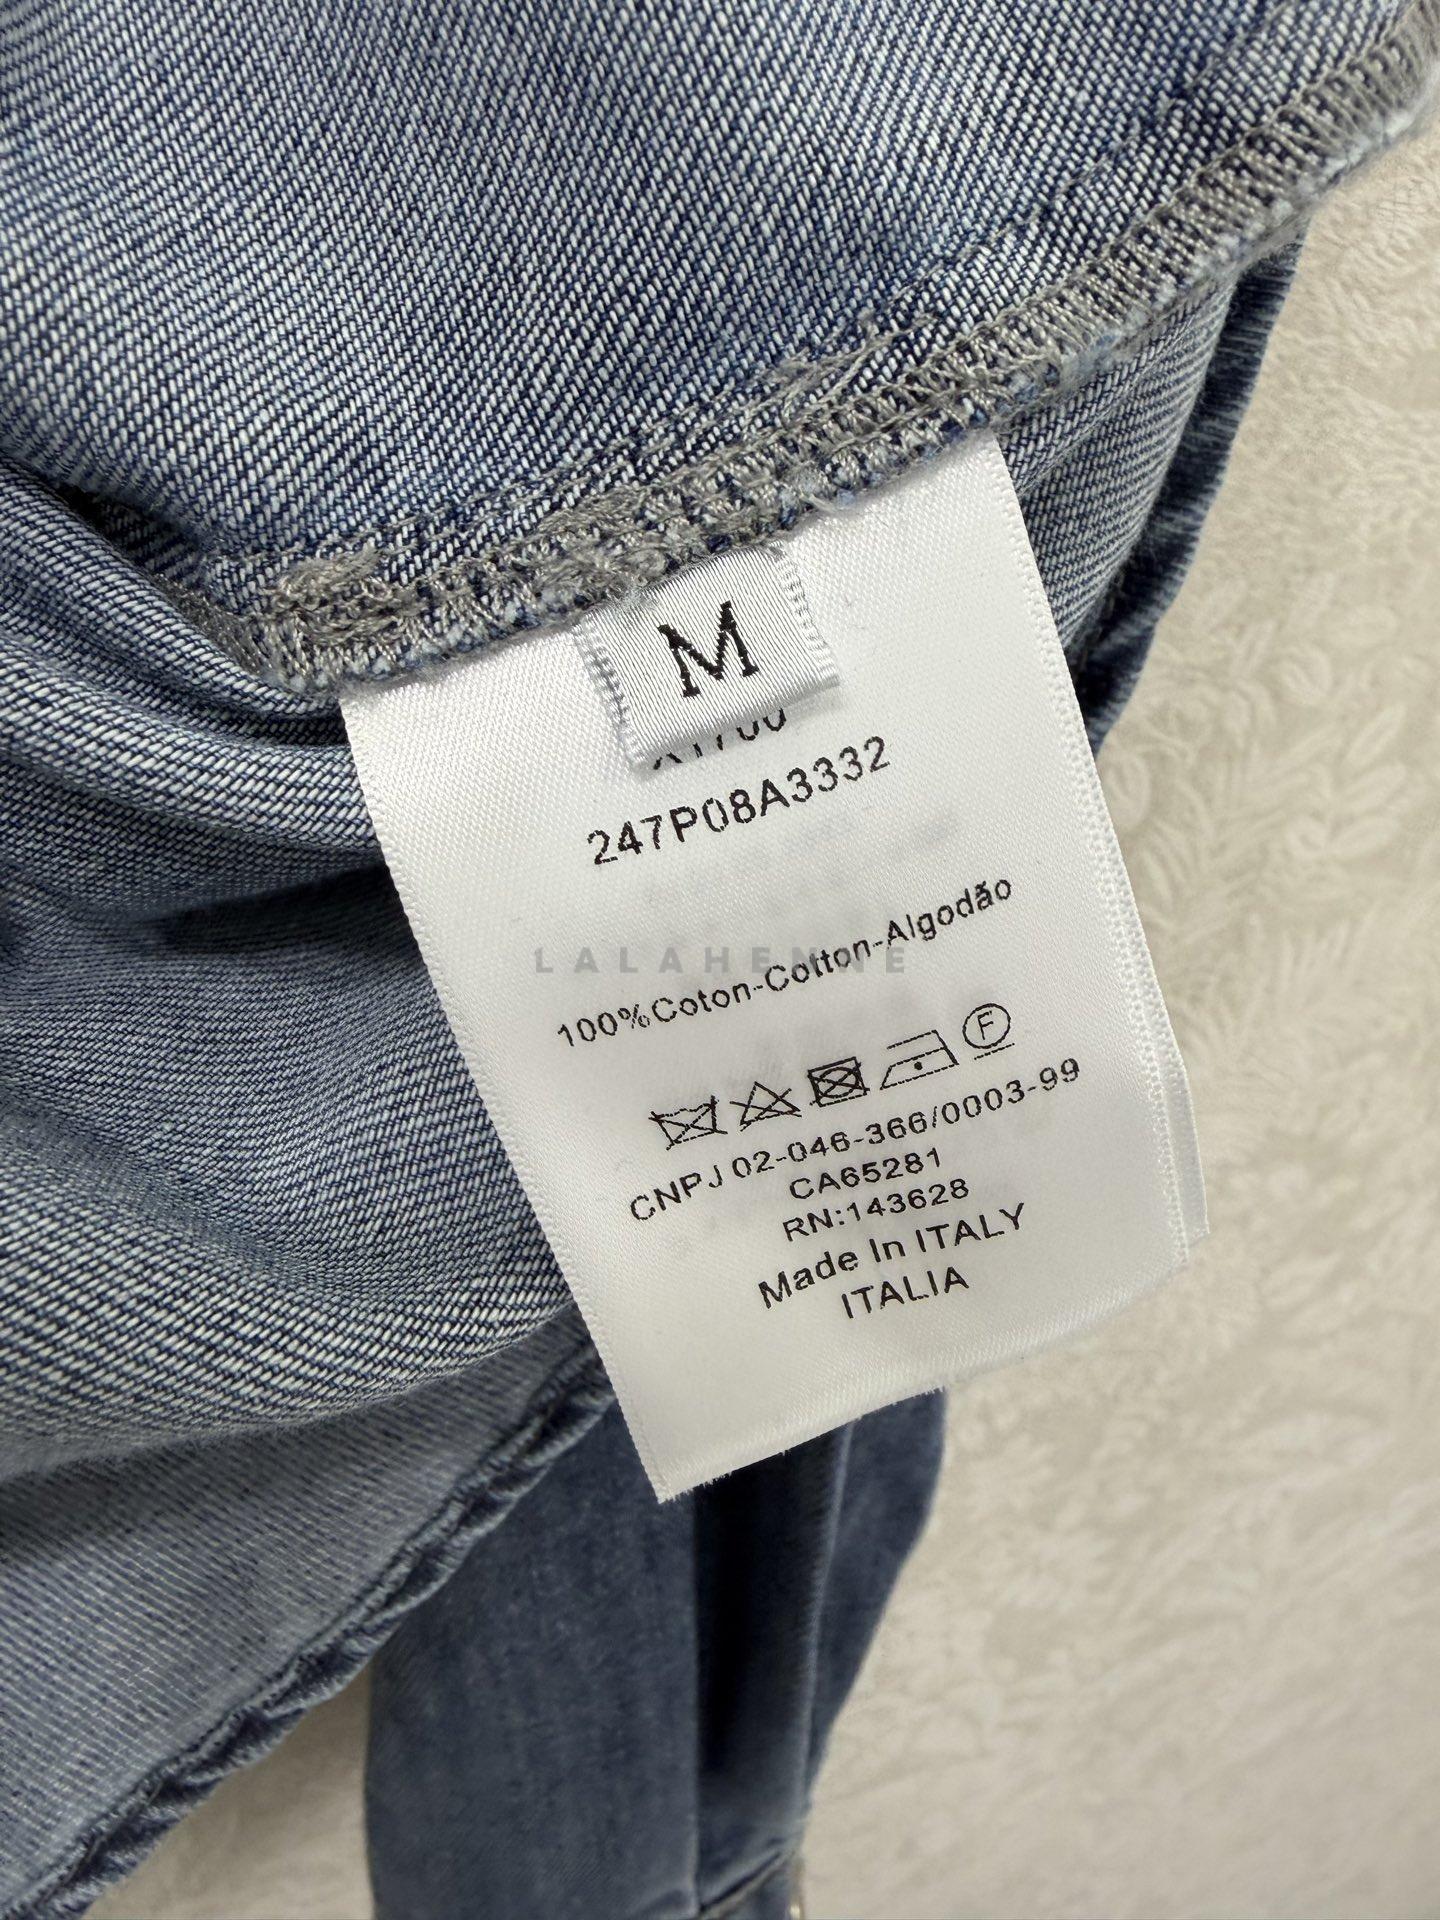 M
247P08A3332
100%Coton-Cotton-Algodão
LALAHENNE
F
CNPJ 02-046-366/0003-99
CA65281
RN:143628
Made In ITALY
ITALIA